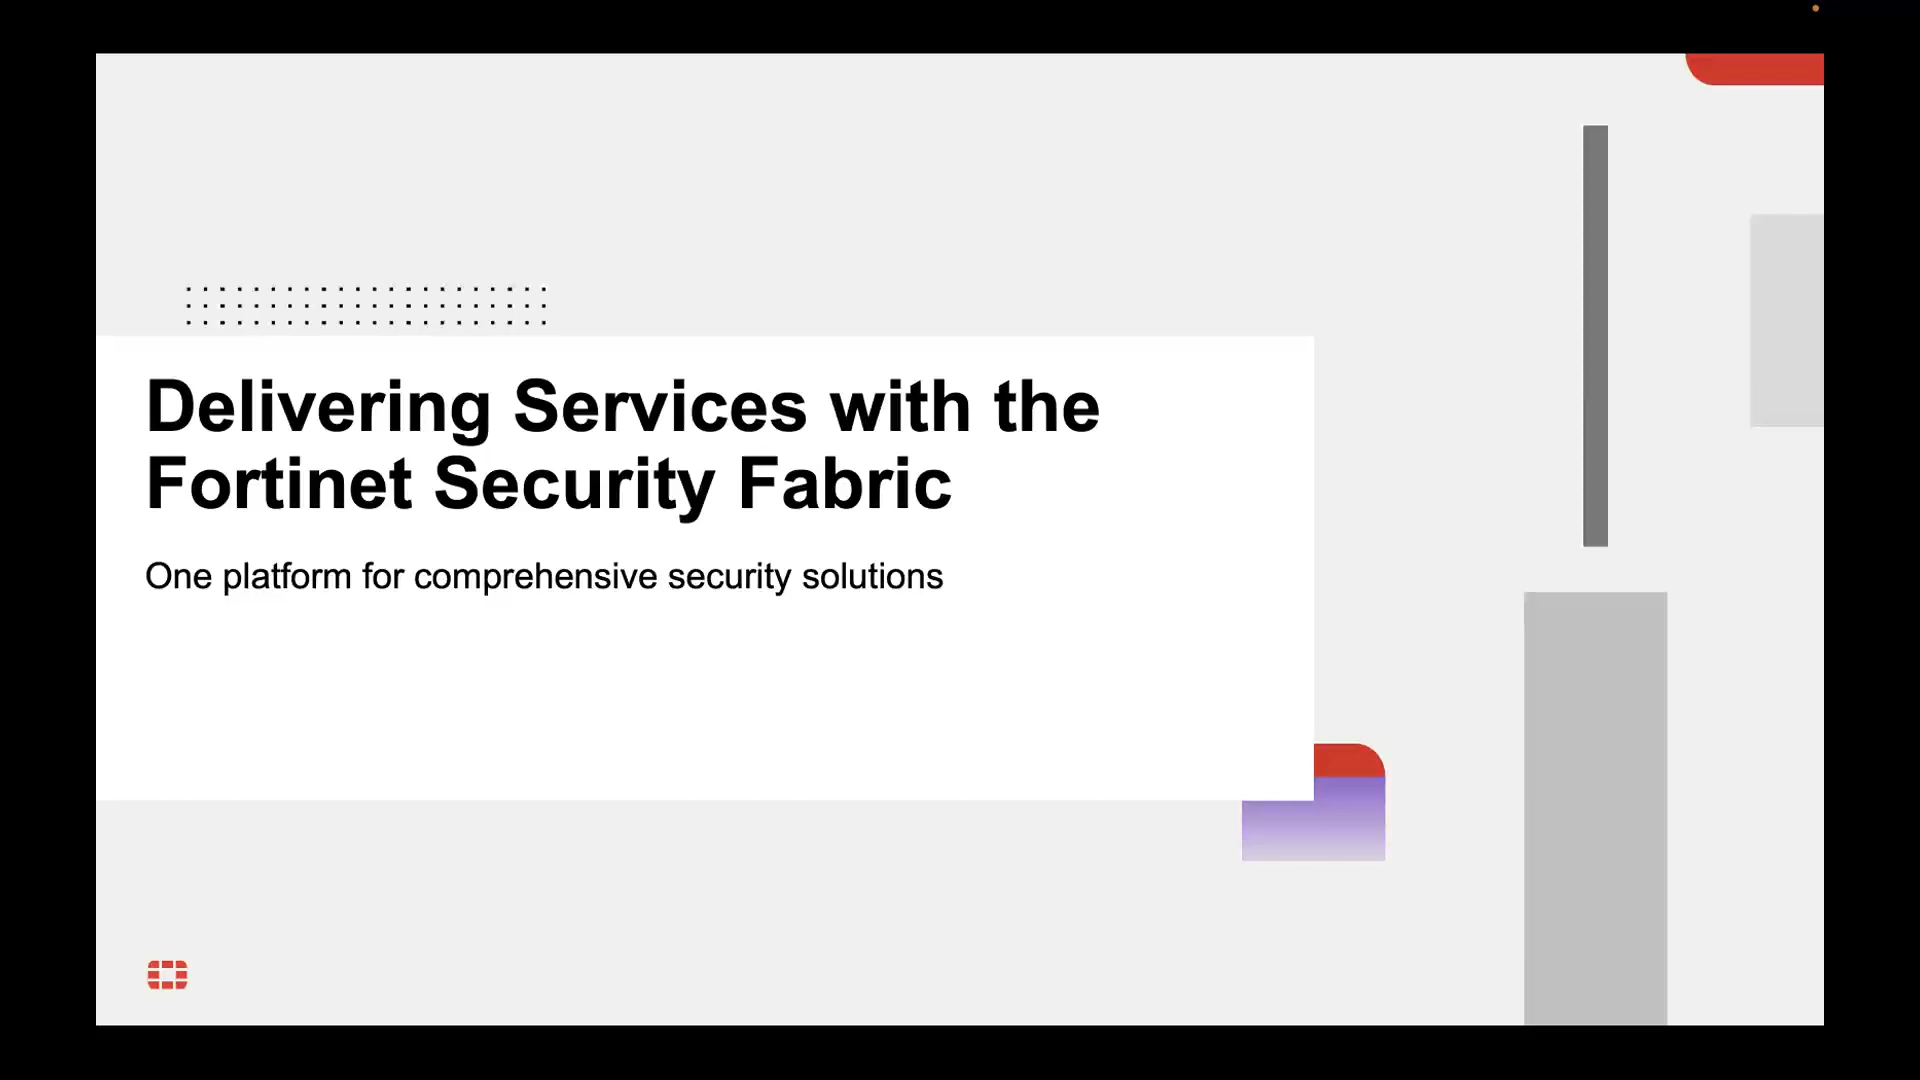 Delivering Services with the
Fortinet Security Fabric
One platform for comprehensive security solutions